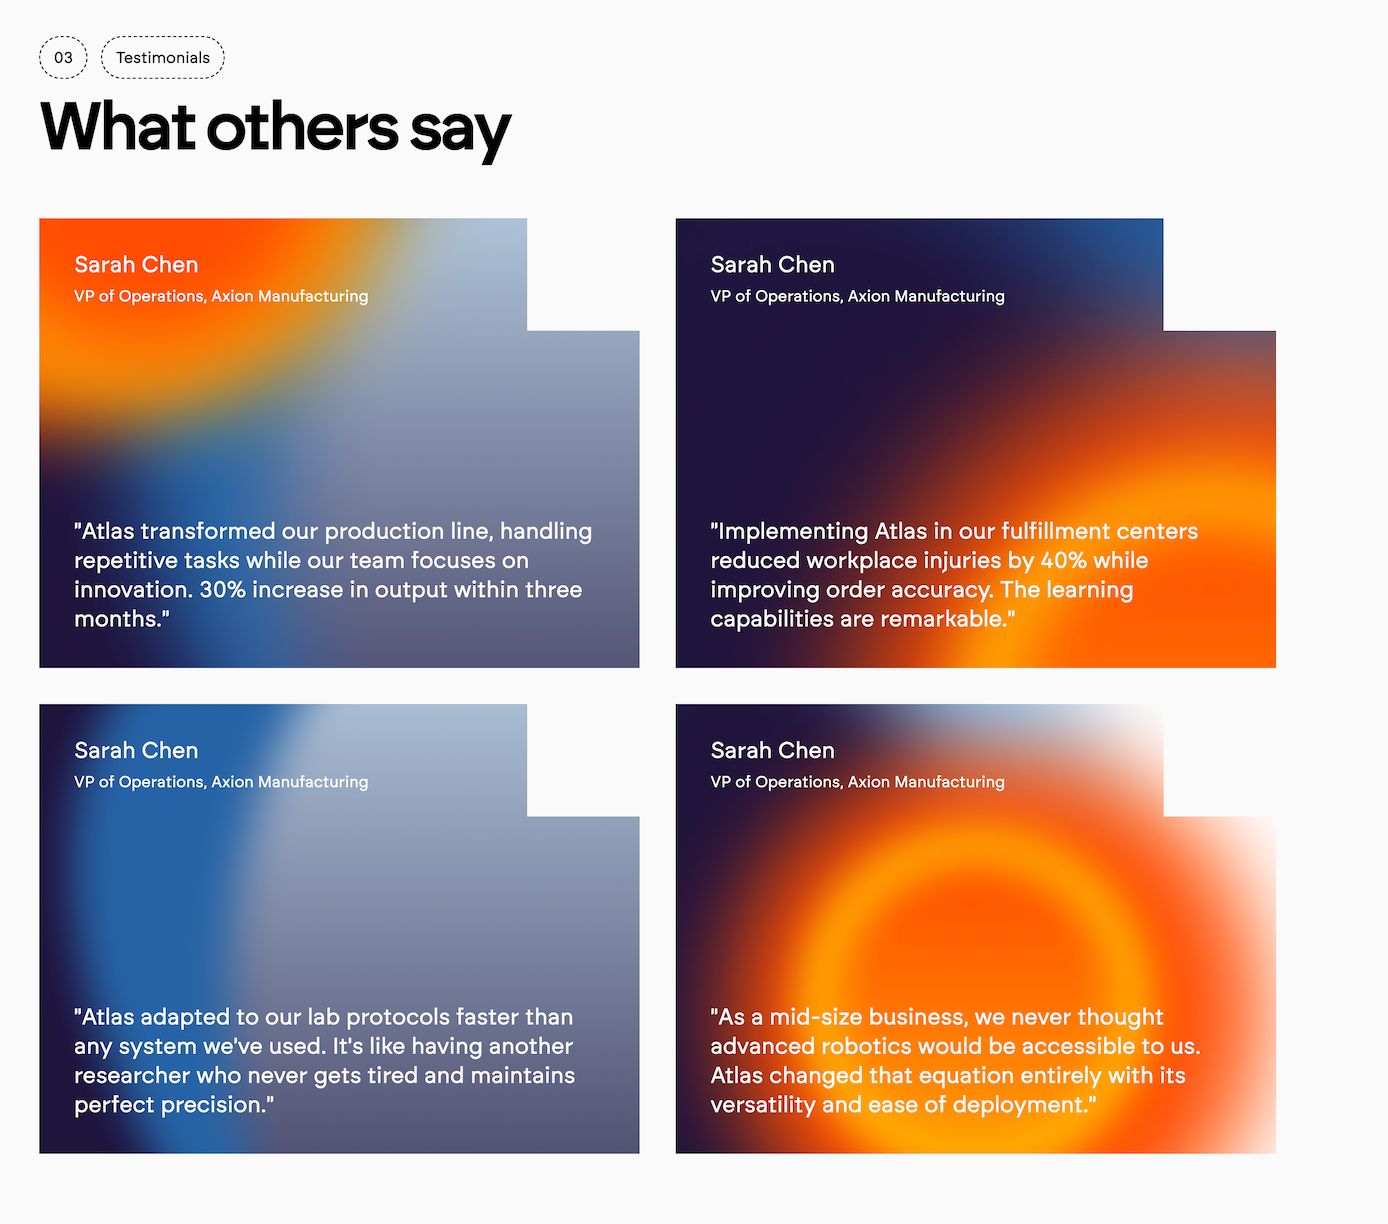 03 Testimonials
What others say
Sarah Chen
VP of Operations, Axion Manufacturing
"Atlas transformed our production line, handling
repetitive tasks while our team focuses on
innovation. 30% increase in output within three
months."
Sarah Chen
VP of Operations, Axion Manufacturing
"Implementing Atlas in our fulfillment centers
reduced workplace injuries by 40% while
improving order accuracy. The learning
capabilities are remarkable."
Sarah Chen
VP of Operations, Axion Manufacturing
"Atlas adapted to our lab protocols faster than
any system we've used. It's like having another
researcher who never gets tired and maintains
perfect precision."
Sarah Chen
VP of Operations, Axion Manufacturing
"As a mid-size business, we never thought
advanced robotics would be accessible to us.
Atlas changed that equation entirely with its
versatility and ease of deployment."